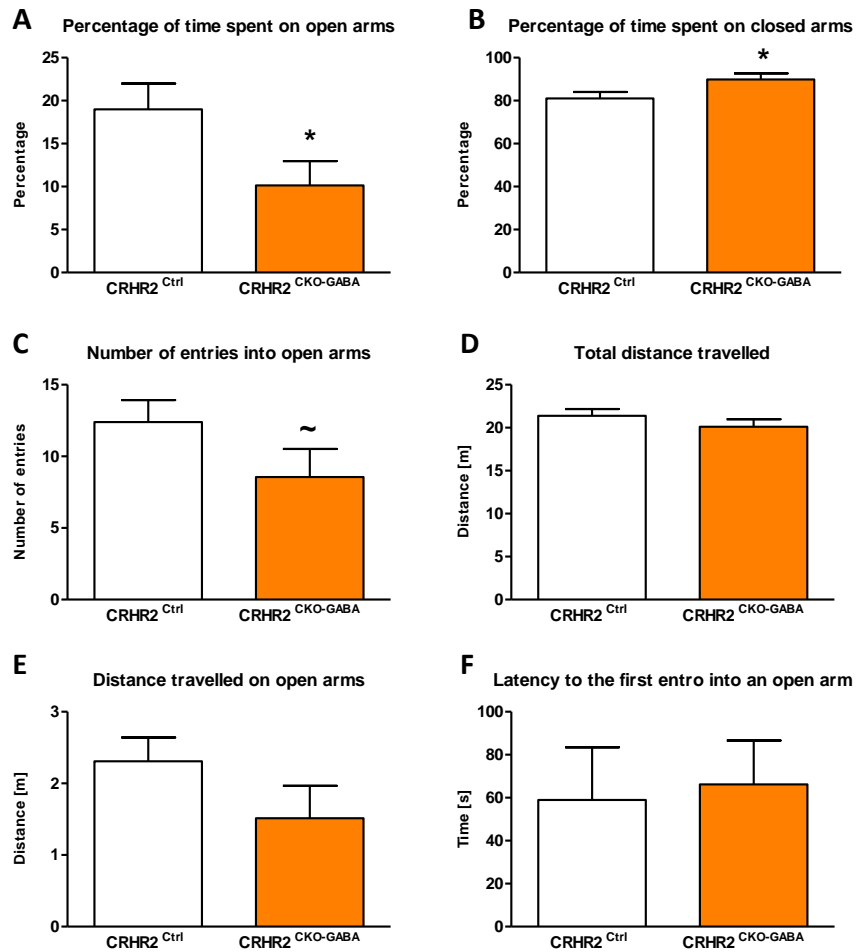 A Percentage of time spent on open arms
Percentage
25
20
15
10
5
0
*
CRHR2 Ctrl CRHR2 CKO-GABA
B Percentage of time spent on closed arms
Percentage
100
80
60
40
20
0
*
CRHR2 Ctrl CRHR2 CKO-GABA
C Number of entries into open arms
Number of entries
15
10
5
0
~
CRHR2 Ctrl CRHR2 CKO-GABA
D Total distance travelled
Distance [m]
25
20
15
10
5
0
CRHR2 Ctrl CRHR2 CKO-GABA
E Distance travelled on open arms
Distance [m]
3
2
1
0
CRHR2 Ctrl CRHR2 CKO-GABA
F Latency to the first entro into an open arm
Time [s]
100
80
60
40
20
0
CRHR2 Ctrl CRHR2 CKO-GABA